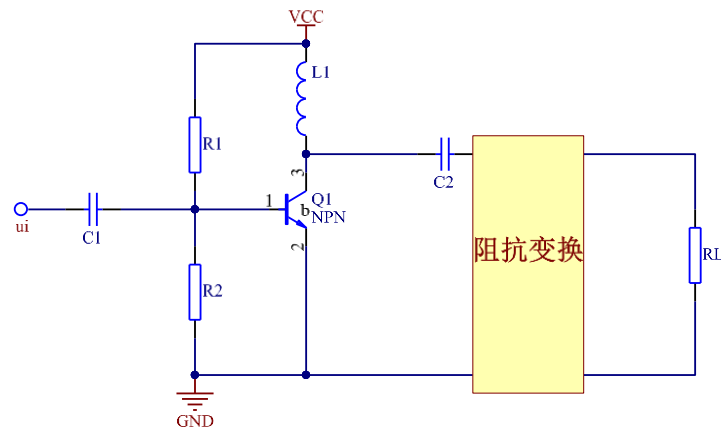 VCC
L1
R1
3
Q1
1
b
NPN
C2
ui
C1
2
阻抗变换
RL
R2
GND